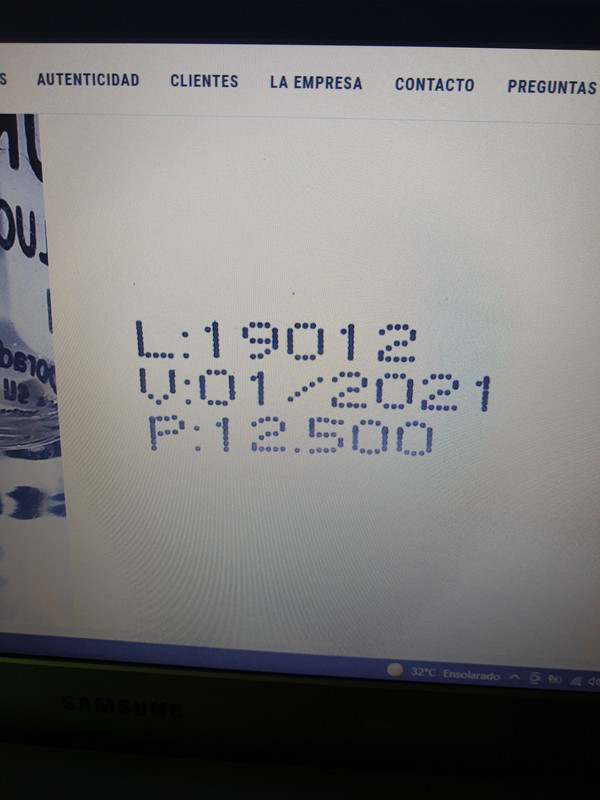 S AUTENTICIDAD CLIENTES LA EMPRESA CONTACTO PREGUNTAS
L:19012
V:01/2021
P:12.500
32°C Ensolarado
SAMSUNG